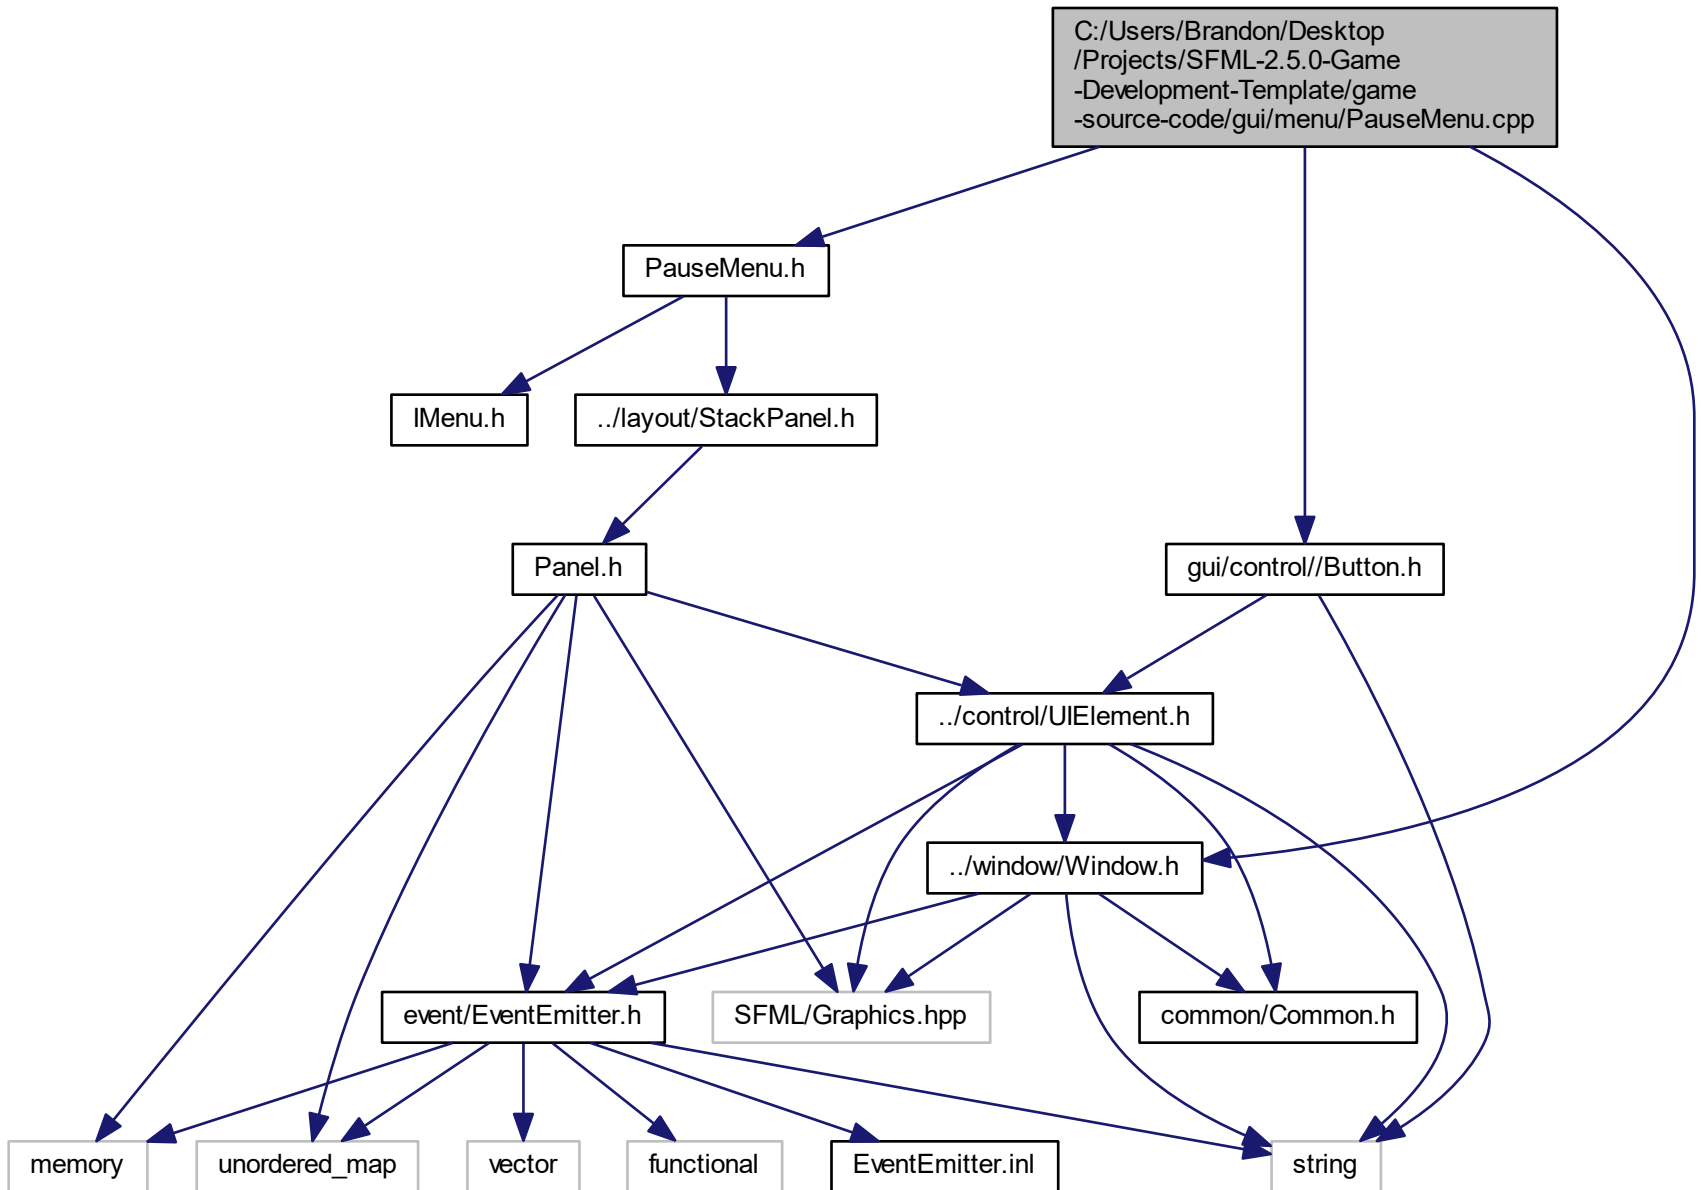 C:/Users/Brandon/Desktop
/Projects/SFML-2.5.0-Game
-Development-Template/game
-source-code/gui/menu/PauseMenu.cpp
PauseMenu.h
IMenu.h
../layout/StackPanel.h
Panel.h
gui/control//Button.h
../control/UIElement.h
../window/Window.h
event/EventEmitter.h
SFML/Graphics.hpp
common/Common.h
memory
unordered_map
vector
functional
EventEmitter.inl
string